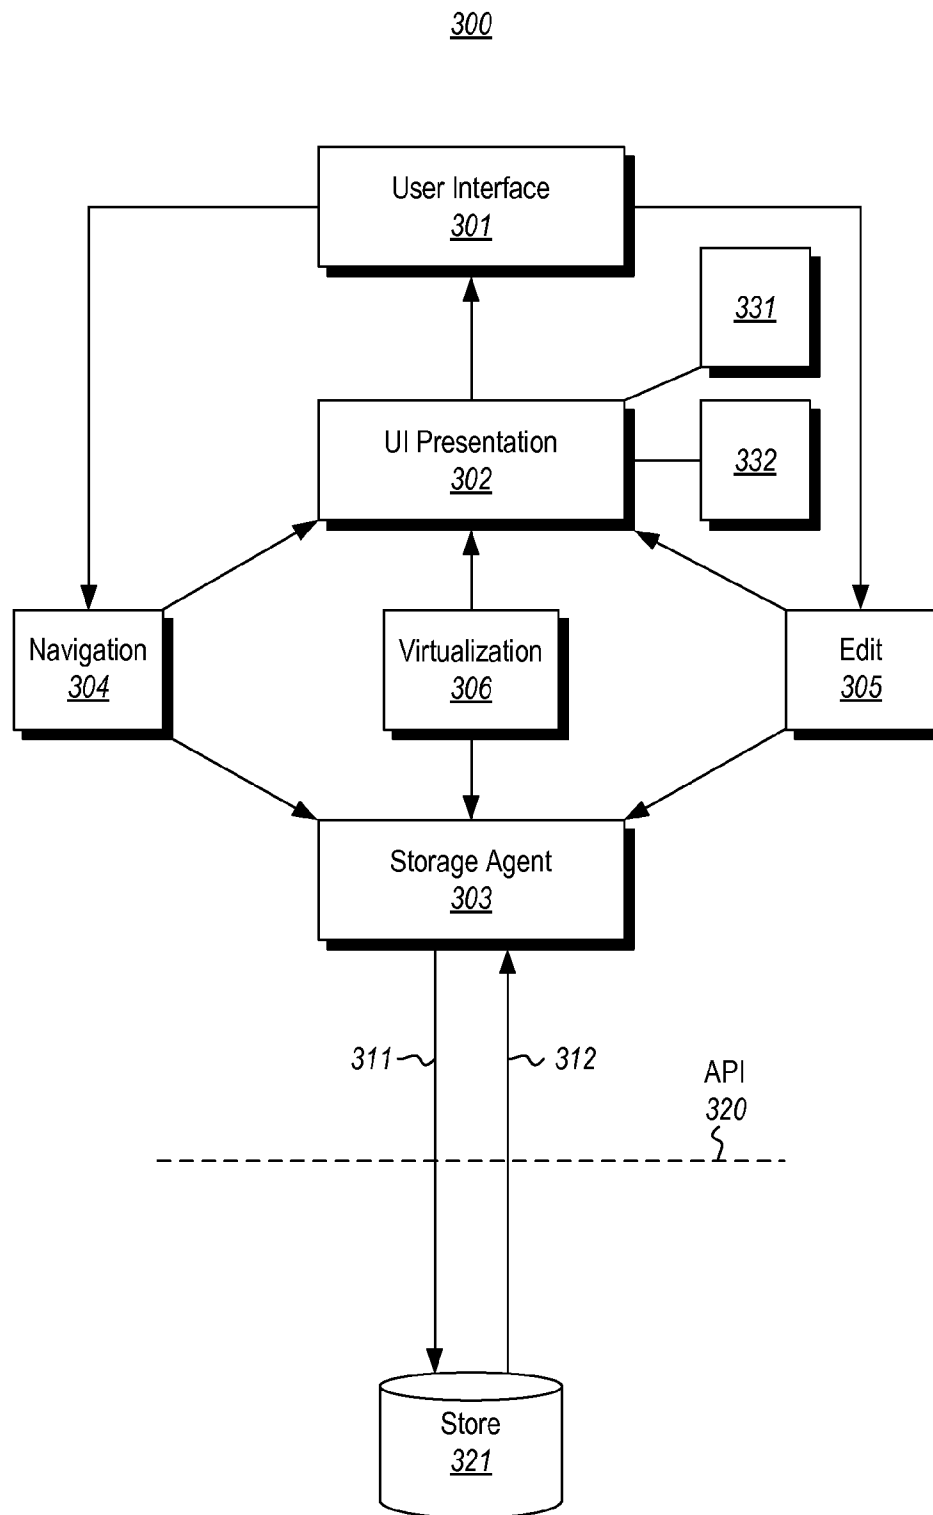 300
User Interface
301
331
UI Presentation
302
332
Navigation
304
Virtualization
306
Edit
305
Storage Agent
303
311
312
API
320
Store
321